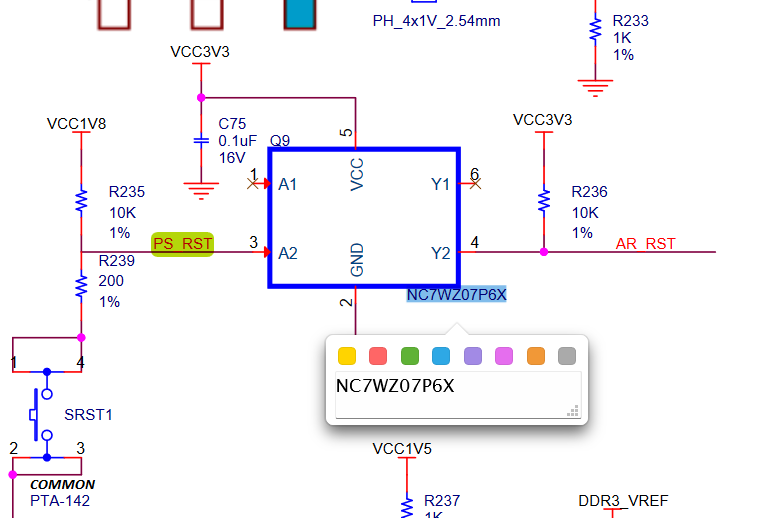 PH_4x1V_2.54mm
R233
1K
1%
VCC3V3
VCC1V8
C75
0.1uF
16V
Q9
5
VCC
1
A1
Y1
6
VCC3V3
R235
10K
1%
R236
10K
1%
PS_RST
3
A2
GND
Y2
4
AR_RST
R239
200
1%
2
NC7WZ07P6X
NC7WZ07P6X
1
4
SRST1
2
3
COMMON
PTA-142
VCC1V5
R237
1K
DDR3_VREF